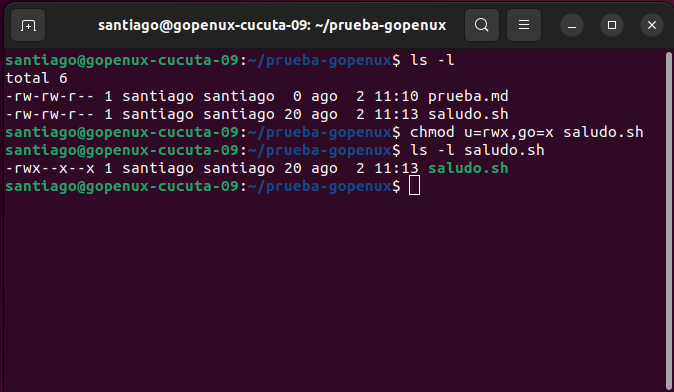 santiago@gopenux-cucuta-09: ~/prueba-gopenux
santiago@gopenux-cucuta-09:~/prueba-gopenux$ ls -l
total 6
-rw-rw-r-- 1 santiago santiago  0 ago  2 11:10 prueba.md
-rw-rw-r-- 1 santiago santiago 20 ago  2 11:13 saludo.sh
santiago@gopenux-cucuta-09:~/prueba-gopenux$ chmod u=rwx,go=x saludo.sh
santiago@gopenux-cucuta-09:~/prueba-gopenux$ ls -l saludo.sh
-rwx--x--x 1 santiago santiago 20 ago  2 11:13 saludo.sh
santiago@gopenux-cucuta-09:~/prueba-gopenux$